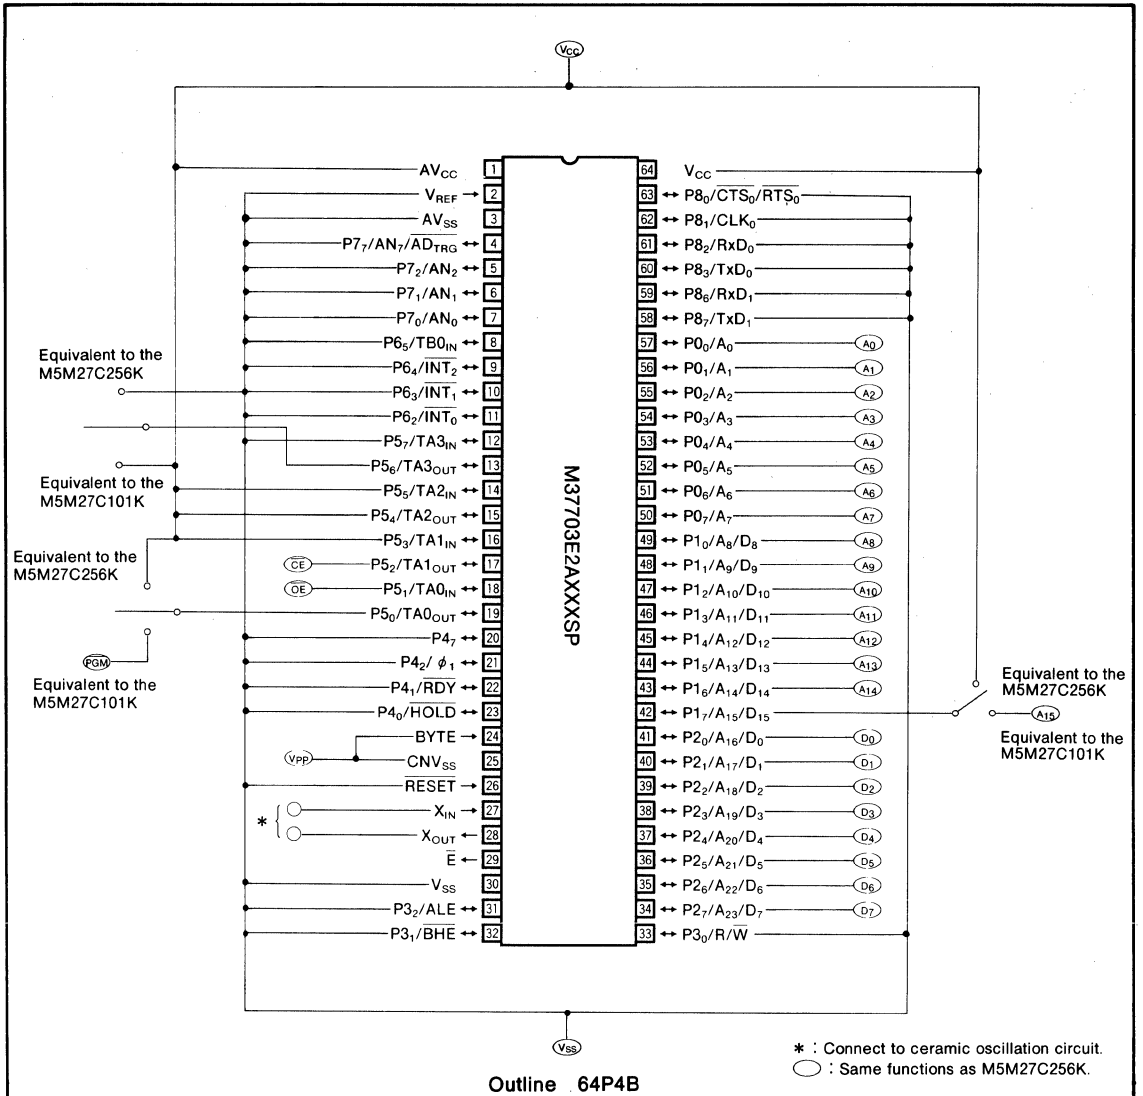 VCC
AVCC 1
VREF 2
AVSS 3
P77/AN7/ADTRG 4
P72/AN2 5
P71/AN1 6
P70/AN0 7
P65/TB0IN 8
P64/INT2 9
P63/INT1 10
P62/INT0 11
P57/TA3IN 12
P56/TA3OUT 13
P55/TA2IN 14
P54/TA2OUT 15
P53/TA1IN 16
CE P52/TA1OUT 17
OE P51/TA0IN 18
P50/TA0OUT 19
P47 20
P42/ φ1 21
P41/RDY 22
P40/HOLD 23
BYTE 24
VPP CNVSS 25
RESET 26
* XIN 27
XOUT 28
E 29
VSS 30
P32/ALE 31
P31/BHE 32
Equivalent to the
M5M27C256K
Equivalent to the
M5M27C101K
Equivalent to the
M5M27C256K
PGM
Equivalent to the
M5M27C101K
M37703E2AXXXSP
64 VCC
63 P80/CTS0/RTS0
62 P81/CLK0
61 P82/RxD0
60 P83/TxD0
59 P86/RxD1
58 P87/TxD1
57 P00/A0 A0
56 P01/A1 A1
55 P02/A2 A2
54 P03/A3 A3
53 P04/A4 A4
52 P05/A5 A5
51 P06/A6 A6
50 P07/A7 A7
49 P10/A8/D8 A8
48 P11/A9/D9 A9
47 P12/A10/D10 A10
46 P13/A11/D11 A11
45 P14/A12/D12 A12
44 P15/A13/D13 A13
43 P16/A14/D14 A14
42 P17/A15/D15
41 P20/A16/D0 D0
40 P21/A17/D1 D1
39 P22/A18/D2 D2
38 P23/A19/D3 D3
37 P24/A20/D4 D4
36 P25/A21/D5 D5
35 P26/A22/D6 D6
34 P27/A23/D7 D7
33 P30/R/W
Equivalent to the
M5M27C256K
A15
Equivalent to the
M5M27C101K
VSS
* : Connect to ceramic oscillation circuit.
: Same functions as M5M27C256K.
Outline 64P4B